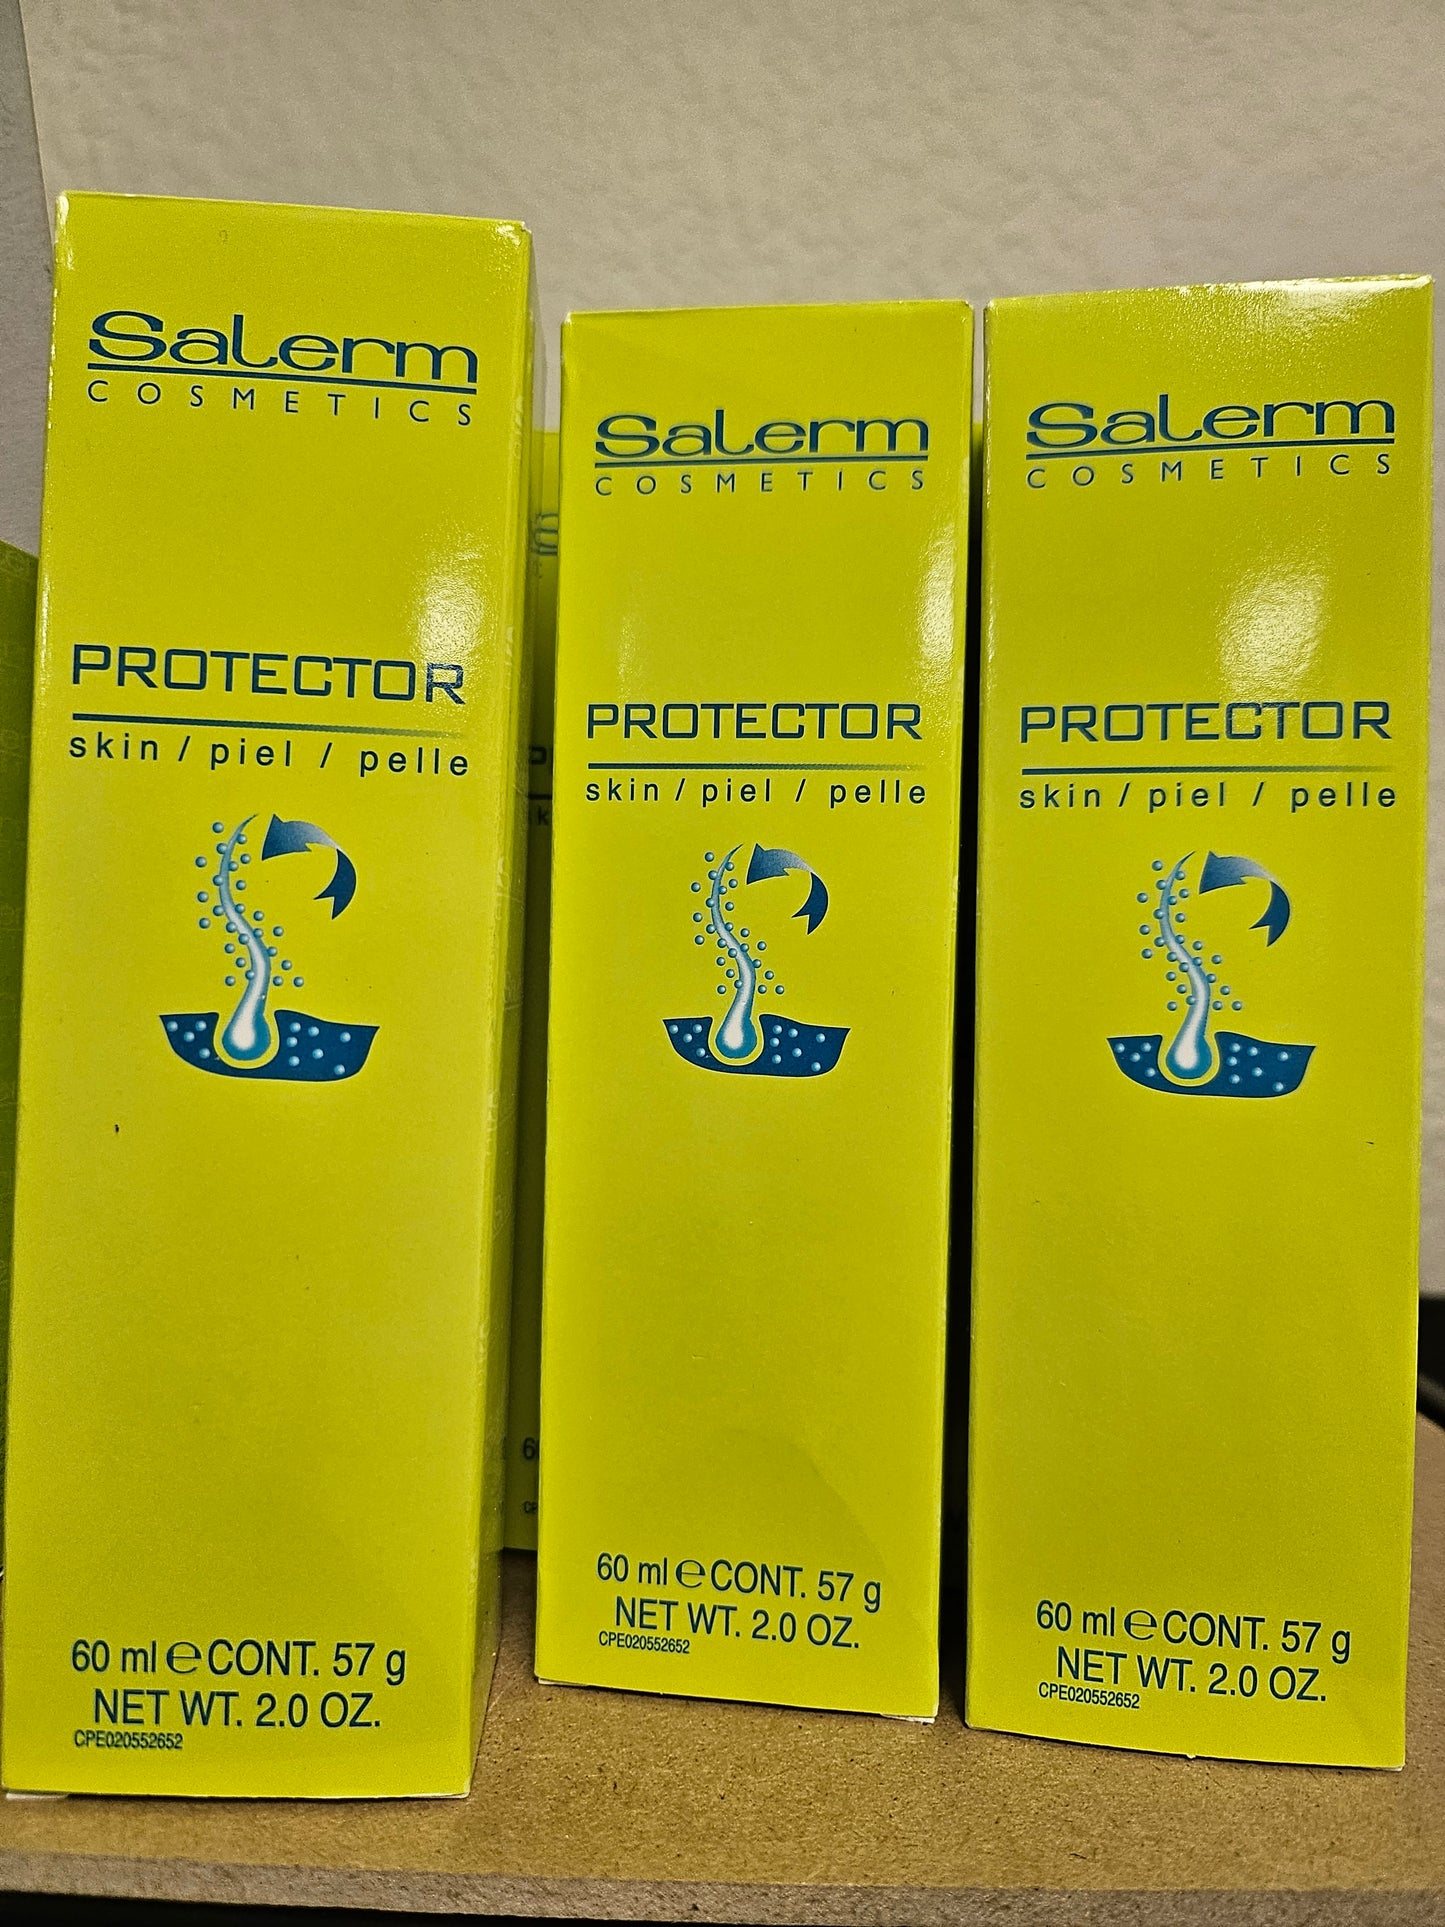 Salerm
COSMETICS
PROTECTOR
skin / piel / pelle
60 ml ℮ CONT. 57 g
NET WT. 2.0 OZ.
CPE020552652
Salerm
COSMETICS
PROTECTOR
skin / piel / pelle
60 ml ℮ CONT. 57 g
NET WT. 2.0 OZ.
CPE020552652
Salerm
COSMETICS
PROTECTOR
skin / piel / pelle
60 ml ℮ CONT. 57 g
NET WT. 2.0 OZ.
CPE020552652